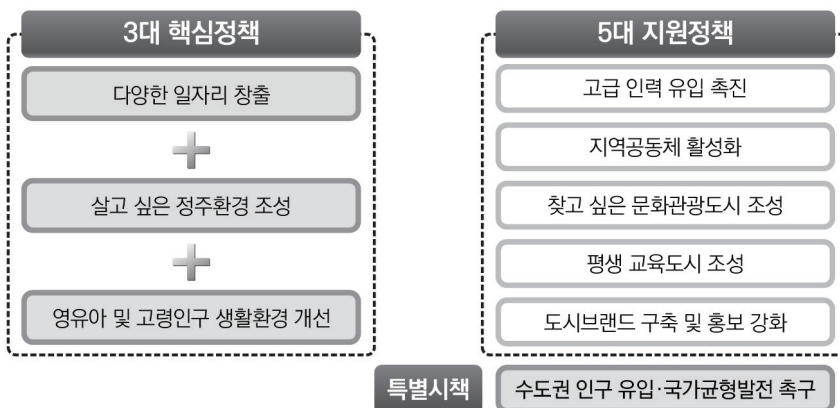 3대 핵심정책
다양한 일자리 창출
살고 싶은 정주환경 조성
영유아 및 고령인구 생활환경 개선
5대 지원정책
고급 인력 유입 촉진
지역공동체 활성화
찾고 싶은 문화관광도시 조성
평생 교육도시 조성
도시브랜드 구축 및 홍보 강화
특별시책
수도권 인구 유입·국가균형발전 촉구